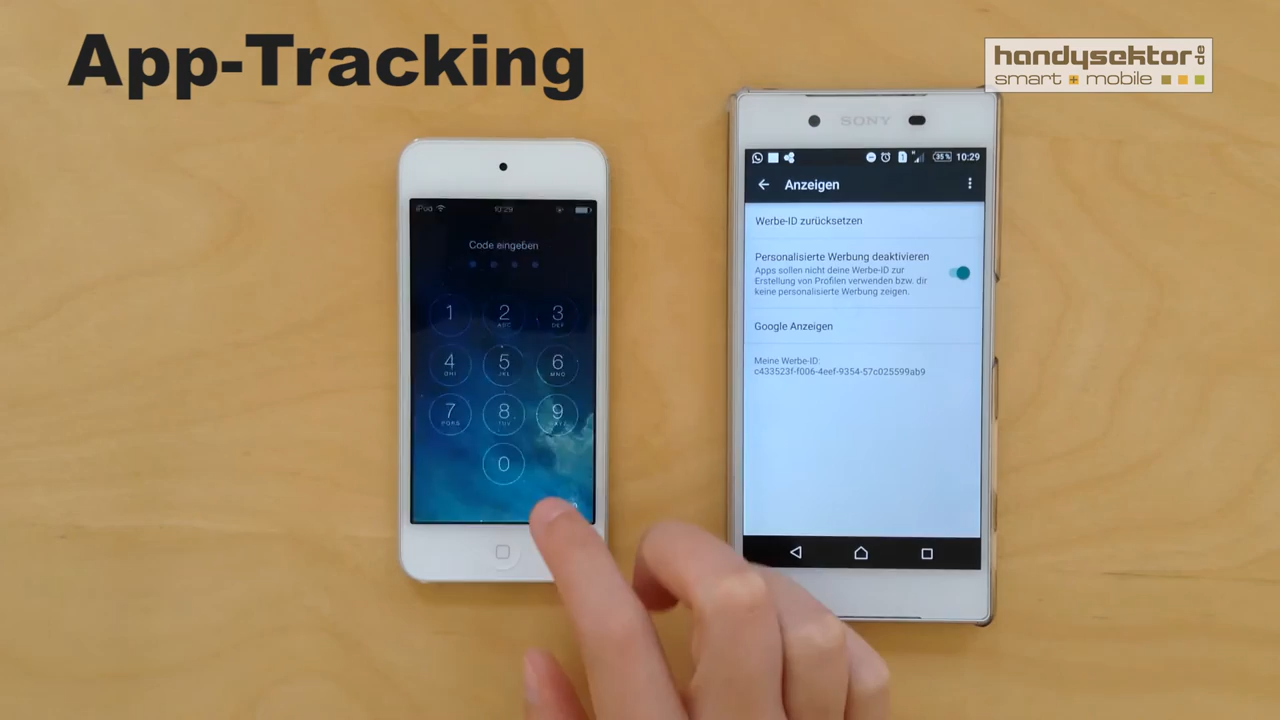 App-Tracking
handysektor.de
smart + mobile
iPod 10:29
Code eingeben
1
2 ABC
3 DEF
4 GHI
5 JKL
6 MNO
7 PQRS
8 TUV
9 WXYZ
0
SONY
35% 10:29
Anzeigen
Werbe-ID zurücksetzen
Personalisierte Werbung deaktivieren
Apps sollen nicht deine Werbe-ID zur
Erstellung von Profilen verwenden bzw. dir
keine personalisierte Werbung zeigen.
Google Anzeigen
Meine Werbe-ID:
c433523f-f006-4eef-9354-57c025599ab9